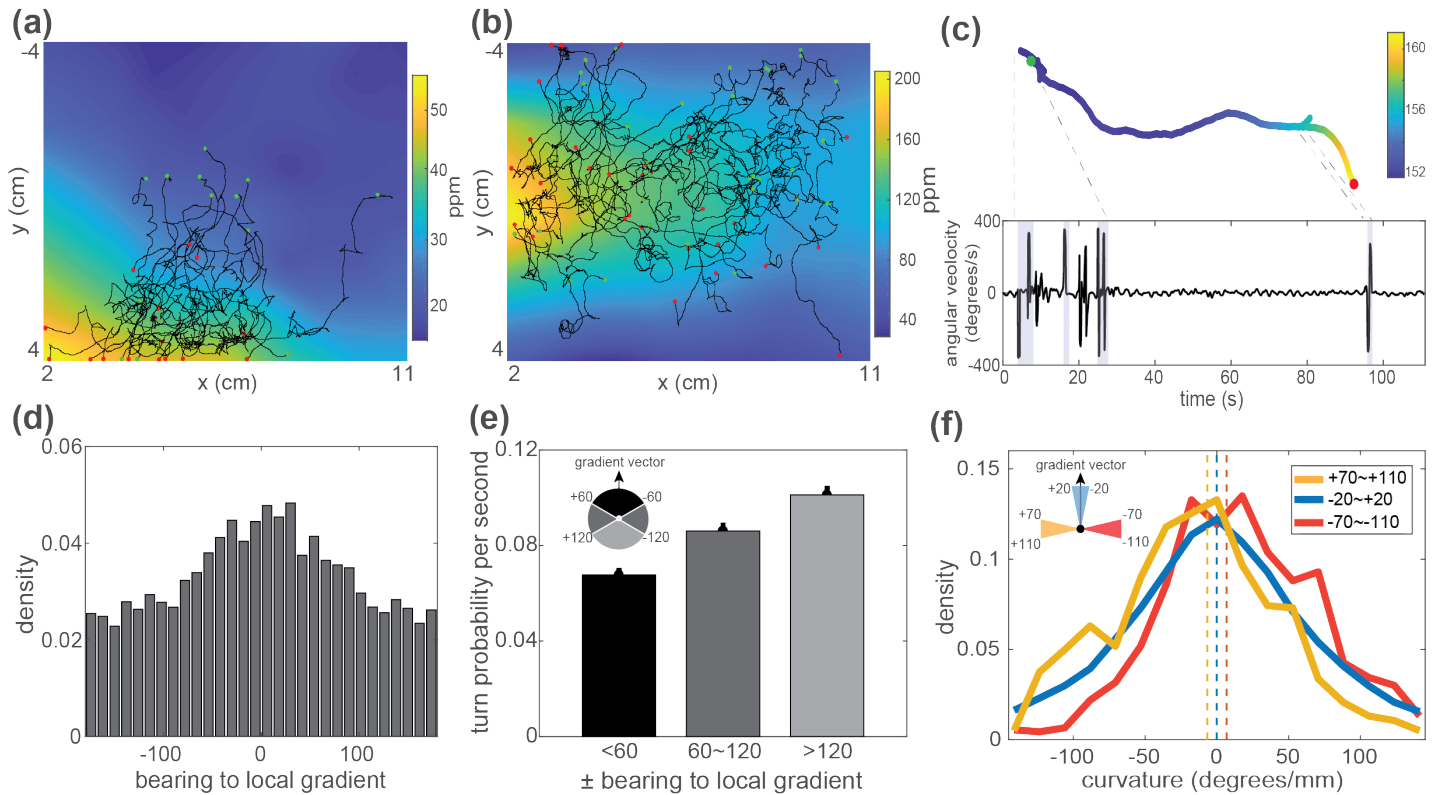 (a)
-4
y (cm)
4
2
x (cm)
11
50
40
30
20
ppm
(b)
-4
y (cm)
4
2
x (cm)
11
200
160
120
80
40
ppm
(c)
160
156
152
400
0
-400
angular veolocity
(degrees/s)
0
20
40
60
80
100
time (s)
(d)
0.06
0.04
0.02
0
density
-100
0
100
bearing to local gradient
(e)
0.12
0.08
0.04
0
turn probability per second
gradient vector
+60
-60
+120
-120
<60
60~120
>120
± bearing to local gradient
(f)
0.15
0.1
0.05
0
density
gradient vector
+20
-20
+70
-70
+110
-110
+70~+110
-20~+20
-70~-110
-100
-50
0
50
100
curvature (degrees/mm)